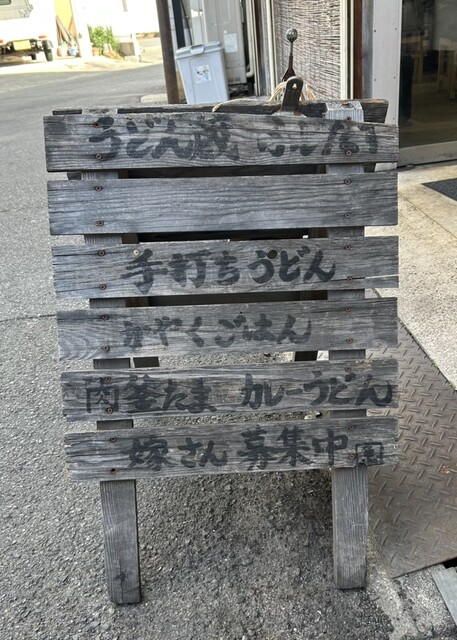 うどん蔵 ふじたけ
手打ちうどん
かやくごはん
肉釜たま カレーうどん
嫁さん 募集中